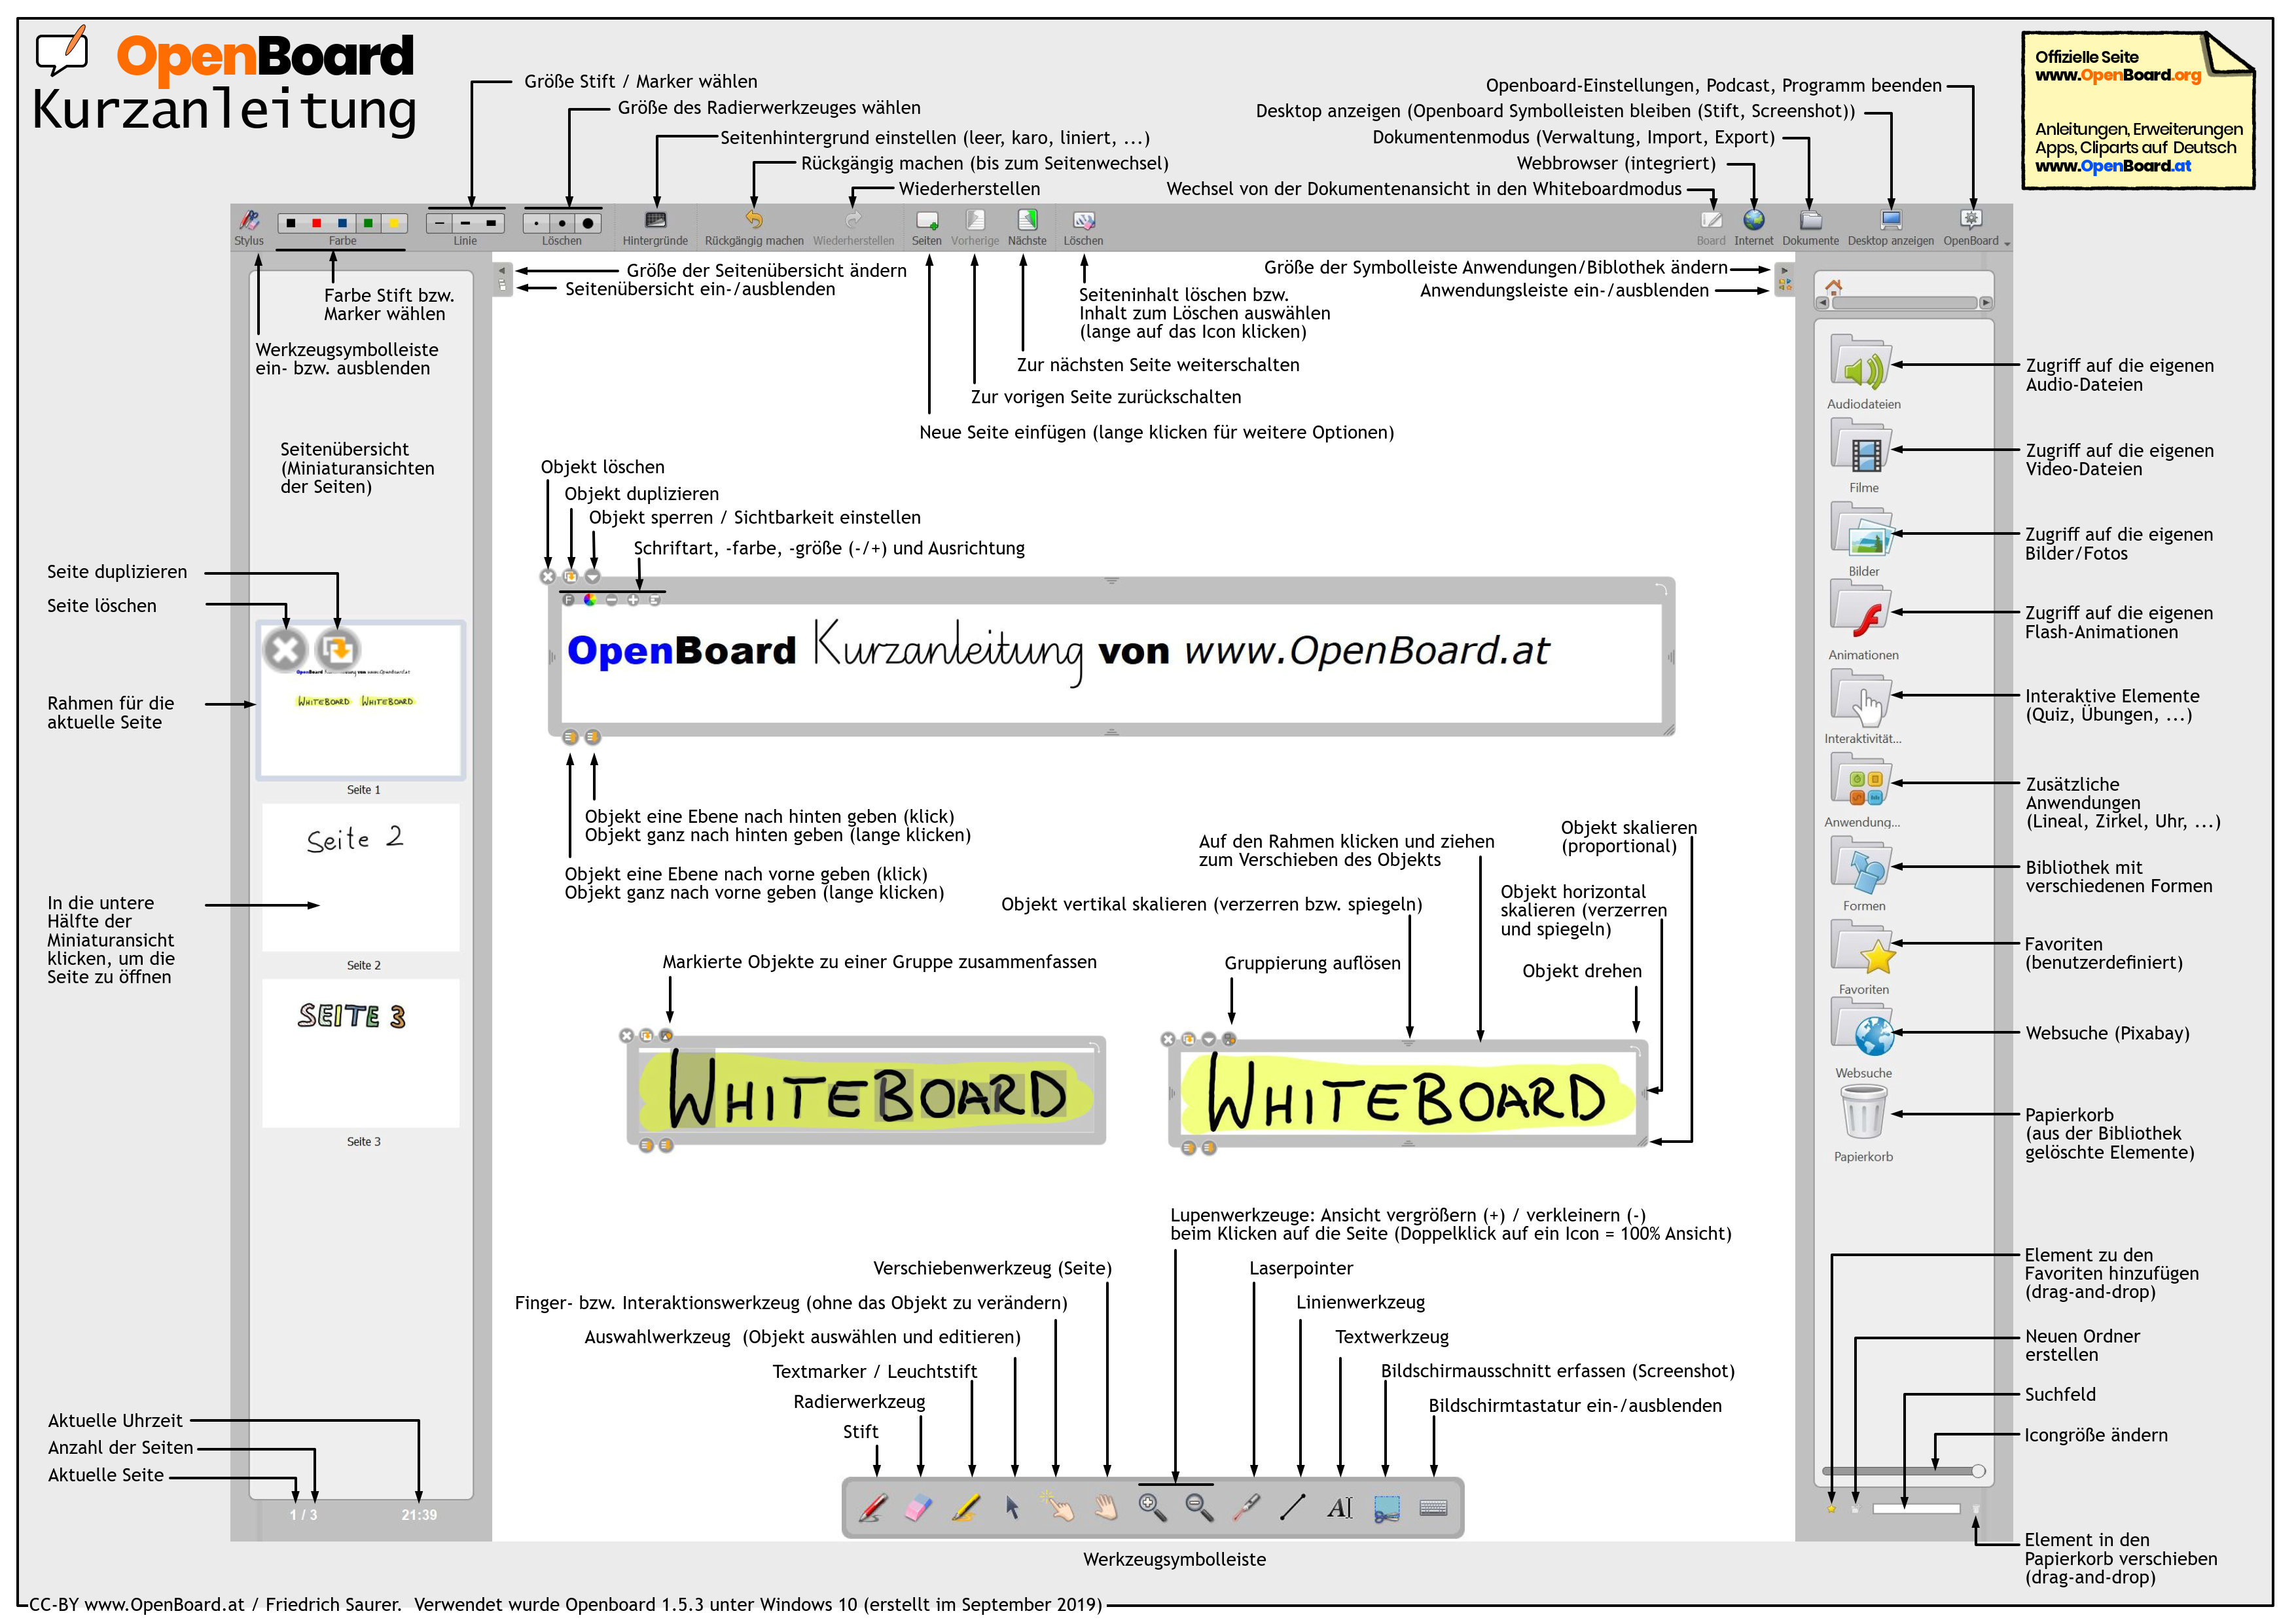 OpenBoard
Kurzanleitung
Offizielle Seite
www.OpenBoard.org
Anleitungen, Erweiterungen
Apps, Cliparts auf Deutsch
www.OpenBoard.at
Größe Stift / Marker wählen
Größe des Radierwerkzeuges wählen
Seitenhintergrund einstellen (leer, karo, liniert, ...)
Rückgängig machen (bis zum Seitenwechsel)
Wiederherstellen
Openboard-Einstellungen, Podcast, Programm beenden
Desktop anzeigen (Openboard Symbolleisten bleiben (Stift, Screenshot))
Dokumentenmodus (Verwaltung, Import, Export)
Webbrowser (integriert)
Wechsel von der Dokumentenansicht in den Whiteboardmodus
Stylus
Farbe
Linie
Löschen
Hintergründe
Rückgängig machen
Wiederherstellen
Seiten
Vorherige
Nächste
Löschen
Board
Internet
Dokumente
Desktop anzeigen
OpenBoard
Größe der Seitenübersicht ändern
Seitenübersicht ein-/ausblenden
Größe der Symbolleiste Anwendungen/Biblothek ändern
Anwendungsleiste ein-/ausblenden
Farbe Stift bzw.
Marker wählen
Werkzeugsymbolleiste
ein- bzw. ausblenden
Seiteninhalt löschen bzw.
Inhalt zum Löschen auswählen
(lange auf das Icon klicken)
Zur nächsten Seite weiterschalten
Zur vorigen Seite zurückschalten
Neue Seite einfügen (lange klicken für weitere Optionen)
Seitenübersicht
(Miniaturansichten
der Seiten)
Objekt löschen
Objekt duplizieren
Objekt sperren / Sichtbarkeit einstellen
Schriftart, -farbe, -größe (-/+) und Ausrichtung
OpenBoard Kurzanleitung von www.OpenBoard.at
Seite duplizieren
Seite löschen
Rahmen für die
aktuelle Seite
OpenBoard Kurzanleitung von www.OpenBoard.at
WHITEBOARD WHITEBOARD
Seite 1
Seite 2
Seite 2
SEITE 3
Seite 3
In die untere
Hälfte der
Miniaturansicht
klicken, um die
Seite zu öffnen
Objekt eine Ebene nach hinten geben (klick)
Objekt ganz nach hinten geben (lange klicken)
Objekt eine Ebene nach vorne geben (klick)
Objekt ganz nach vorne geben (lange klicken)
Auf den Rahmen klicken und ziehen
zum Verschieben des Objekts
Objekt skalieren
(proportional)
Objekt vertikal skalieren (verzerren bzw. spiegeln)
Objekt horizontal
skalieren (verzerren
und spiegeln)
Markierte Objekte zu einer Gruppe zusammenfassen
Gruppierung auflösen
Objekt drehen
WHITEBOARD
WHITEBOARD
Audiodateien
Zugriff auf die eigenen
Audio-Dateien
Filme
Zugriff auf die eigenen
Video-Dateien
Bilder
Zugriff auf die eigenen
Bilder/Fotos
Animationen
Zugriff auf die eigenen
Flash-Animationen
Interaktivität...
Interaktive Elemente
(Quiz, Übungen, ...)
Anwendung...
Zusätzliche
Anwendungen
(Lineal, Zirkel, Uhr, ...)
Formen
Bibliothek mit
verschiedenen Formen
Favoriten
Favoriten
(benutzerdefiniert)
Websuche
Websuche (Pixabay)
Papierkorb
Papierkorb
(aus der Bibliothek
gelöschte Elemente)
Element zu den
Favoriten hinzufügen
(drag-and-drop)
Neuen Ordner
erstellen
Suchfeld
Icongröße ändern
Element in den
Papierkorb verschieben
(drag-and-drop)
Lupenwerkzeuge: Ansicht vergrößern (+) / verkleinern (-)
beim Klicken auf die Seite (Doppelklick auf ein Icon = 100% Ansicht)
Verschiebenwerkzeug (Seite)
Laserpointer
Finger- bzw. Interaktionswerkzeug (ohne das Objekt zu verändern)
Linienwerkzeug
Auswahlwerkzeug (Objekt auswählen und editieren)
Textwerkzeug
Textmarker / Leuchtstift
Bildschirmausschnitt erfassen (Screenshot)
Radierwerkzeug
Bildschirmtastatur ein-/ausblenden
Stift
Aktuelle Uhrzeit
Anzahl der Seiten
Aktuelle Seite
1 / 3
21:39
AI
Werkzeugsymbolleiste
CC-BY www.OpenBoard.at / Friedrich Saurer. Verwendet wurde Openboard 1.5.3 unter Windows 10 (erstellt im September 2019)